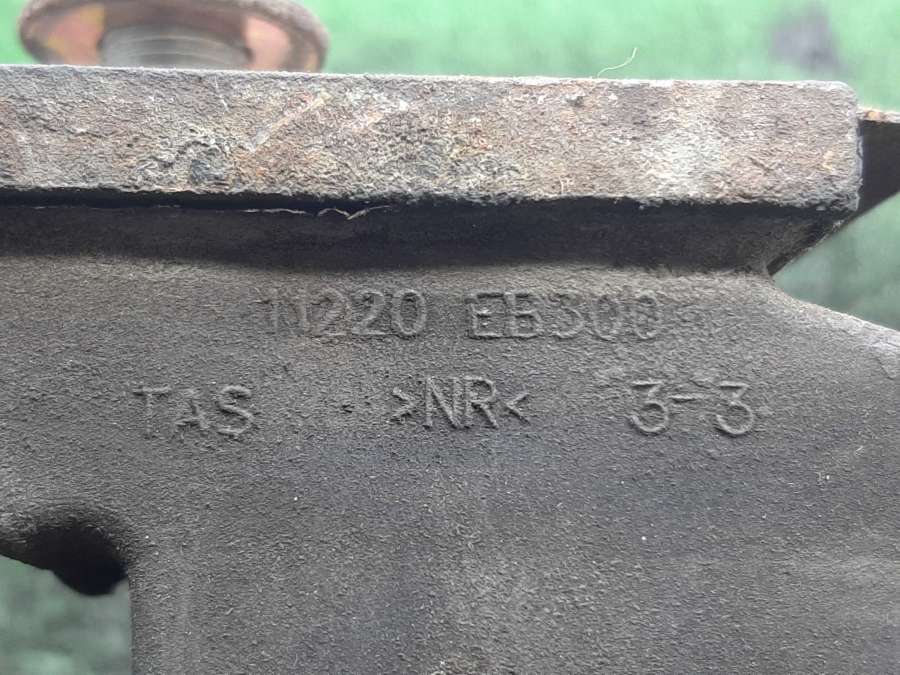 11220 EB300
TAS >NR< 3-3